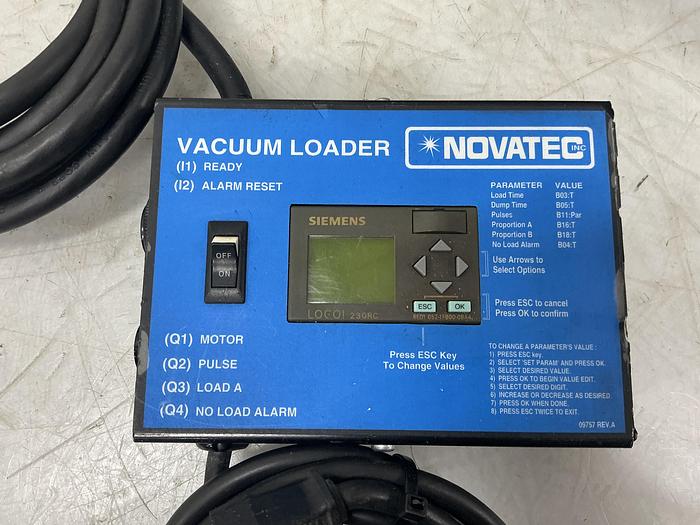 VACUUM LOADER
NOVATEC INC
(I1) READY
(I2) ALARM RESET
PARAMETER VALUE
Load Time B03:T
Dump Time B05:T
Pulses B11:Par
Proportion A B16:T
Proportion B B18:T
No Load Alarm B04:T
OFF
ON
SIEMENS
LOGO! 230RC
ESC OK
Use Arrows to
Select Options
Press ESC to cancel
Press OK to confirm
Press ESC Key
To Change Values
(Q1) MOTOR
(Q2) PULSE
(Q3) LOAD A
(Q4) NO LOAD ALARM
TO CHANGE A PARAMETER'S VALUE :
1) PRESS ESC key.
2) SELECT 'SET PARAM' AND PRESS OK.
3) SELECT DESIRED VALUE.
4) PRESS OK TO BEGIN VALUE EDIT.
5) SELECT DESIRED DIGIT.
6) INCREASE OR DECREASE AS DESIRED.
7) PRESS OK WHEN DONE.
8) PRESS ESC TWICE TO EXIT.
09757 REV.A